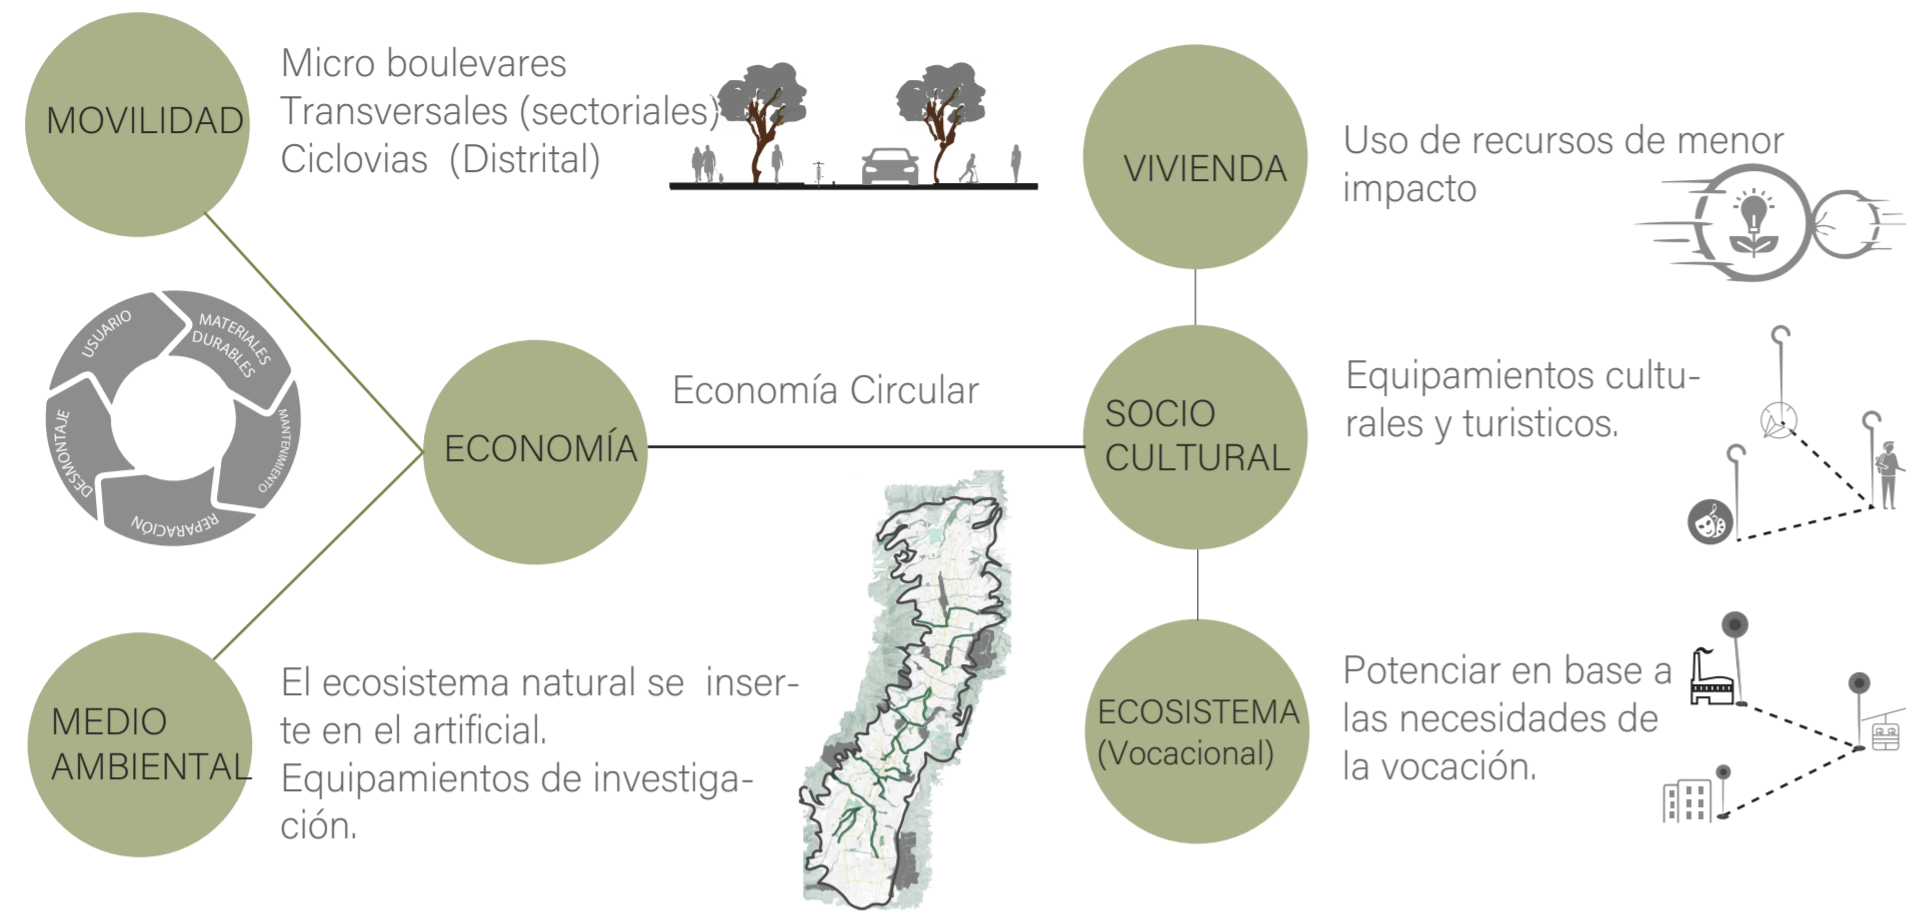 MOVILIDAD
Micro boulevares
Transversales (sectoriales)
Ciclovias (Distrital)
VIVIENDA
Uso de recursos de menor
impacto
USUARIO
MATERIALES
DURABLES
MANTENIMIENTO
REPARACIÓN
DESMONTAJE
ECONOMÍA
Economía Circular
SOCIO
CULTURAL
Equipamientos cultu-
rales y turisticos.
MEDIO
AMBIENTAL
El ecosistema natural se inser-
te en el artificial.
Equipamientos de investiga-
ción.
ECOSISTEMA
(Vocacional)
Potenciar en base a
las necesidades de
la vocación.